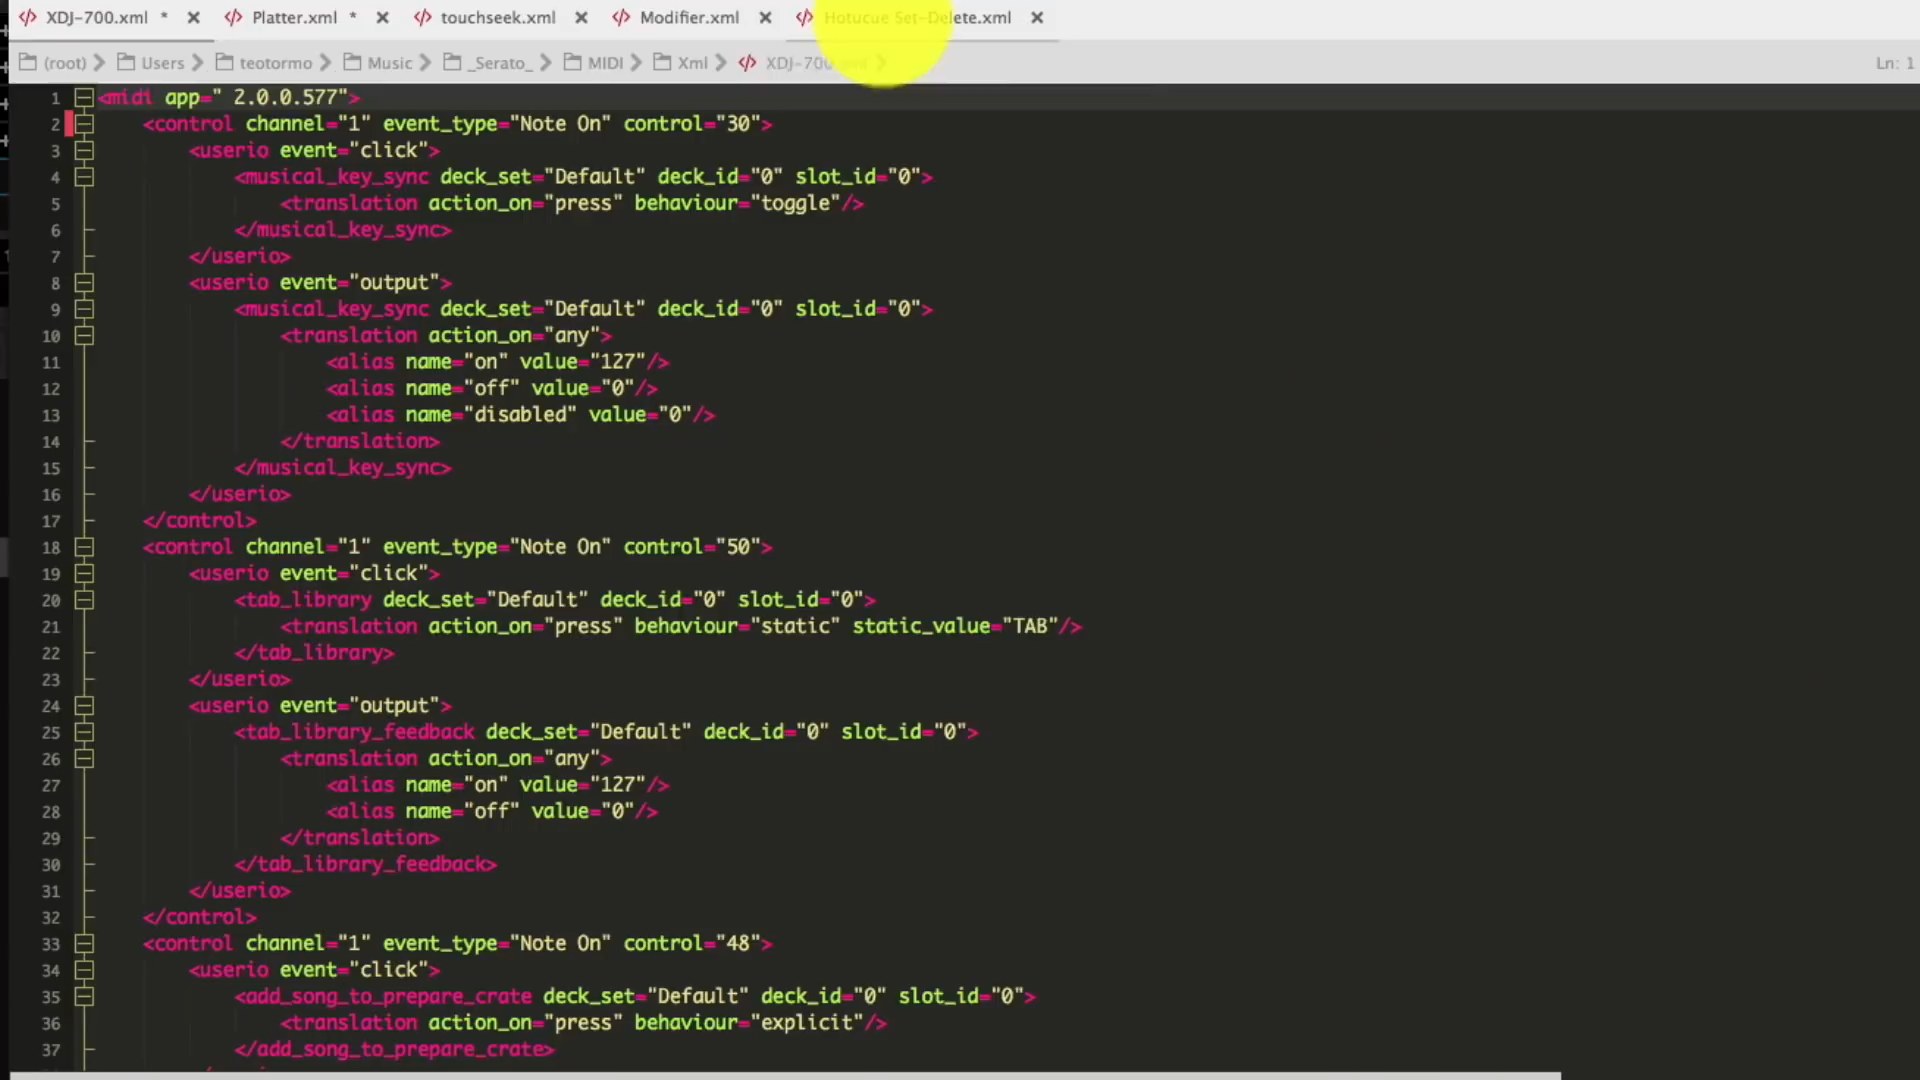 XDJ-700.xml * Platter.xml * touchseek.xml Modifier.xml Hotucue Set-Delete.xml
(root) Users teotormo Music _Serato_ MIDI Xml XDJ-700.xml Ln: 1
1 <midi app=" 2.0.0.577">
2 <control channel="1" event_type="Note On" control="30">
3 <userio event="click">
4 <musical_key_sync deck_set="Default" deck_id="0" slot_id="0">
5 <translation action_on="press" behaviour="toggle"/>
6 </musical_key_sync>
7 </userio>
8 <userio event="output">
9 <musical_key_sync deck_set="Default" deck_id="0" slot_id="0">
10 <translation action_on="any">
11 <alias name="on" value="127"/>
12 <alias name="off" value="0"/>
13 <alias name="disabled" value="0"/>
14 </translation>
15 </musical_key_sync>
16 </userio>
17 </control>
18 <control channel="1" event_type="Note On" control="50">
19 <userio event="click">
20 <tab_library deck_set="Default" deck_id="0" slot_id="0">
21 <translation action_on="press" behaviour="static" static_value="TAB"/>
22 </tab_library>
23 </userio>
24 <userio event="output">
25 <tab_library_feedback deck_set="Default" deck_id="0" slot_id="0">
26 <translation action_on="any">
27 <alias name="on" value="127"/>
28 <alias name="off" value="0"/>
29 </translation>
30 </tab_library_feedback>
31 </userio>
32 </control>
33 <control channel="1" event_type="Note On" control="48">
34 <userio event="click">
35 <add_song_to_prepare_crate deck_set="Default" deck_id="0" slot_id="0">
36 <translation action_on="press" behaviour="explicit"/>
37 </add_song_to_prepare_crate>